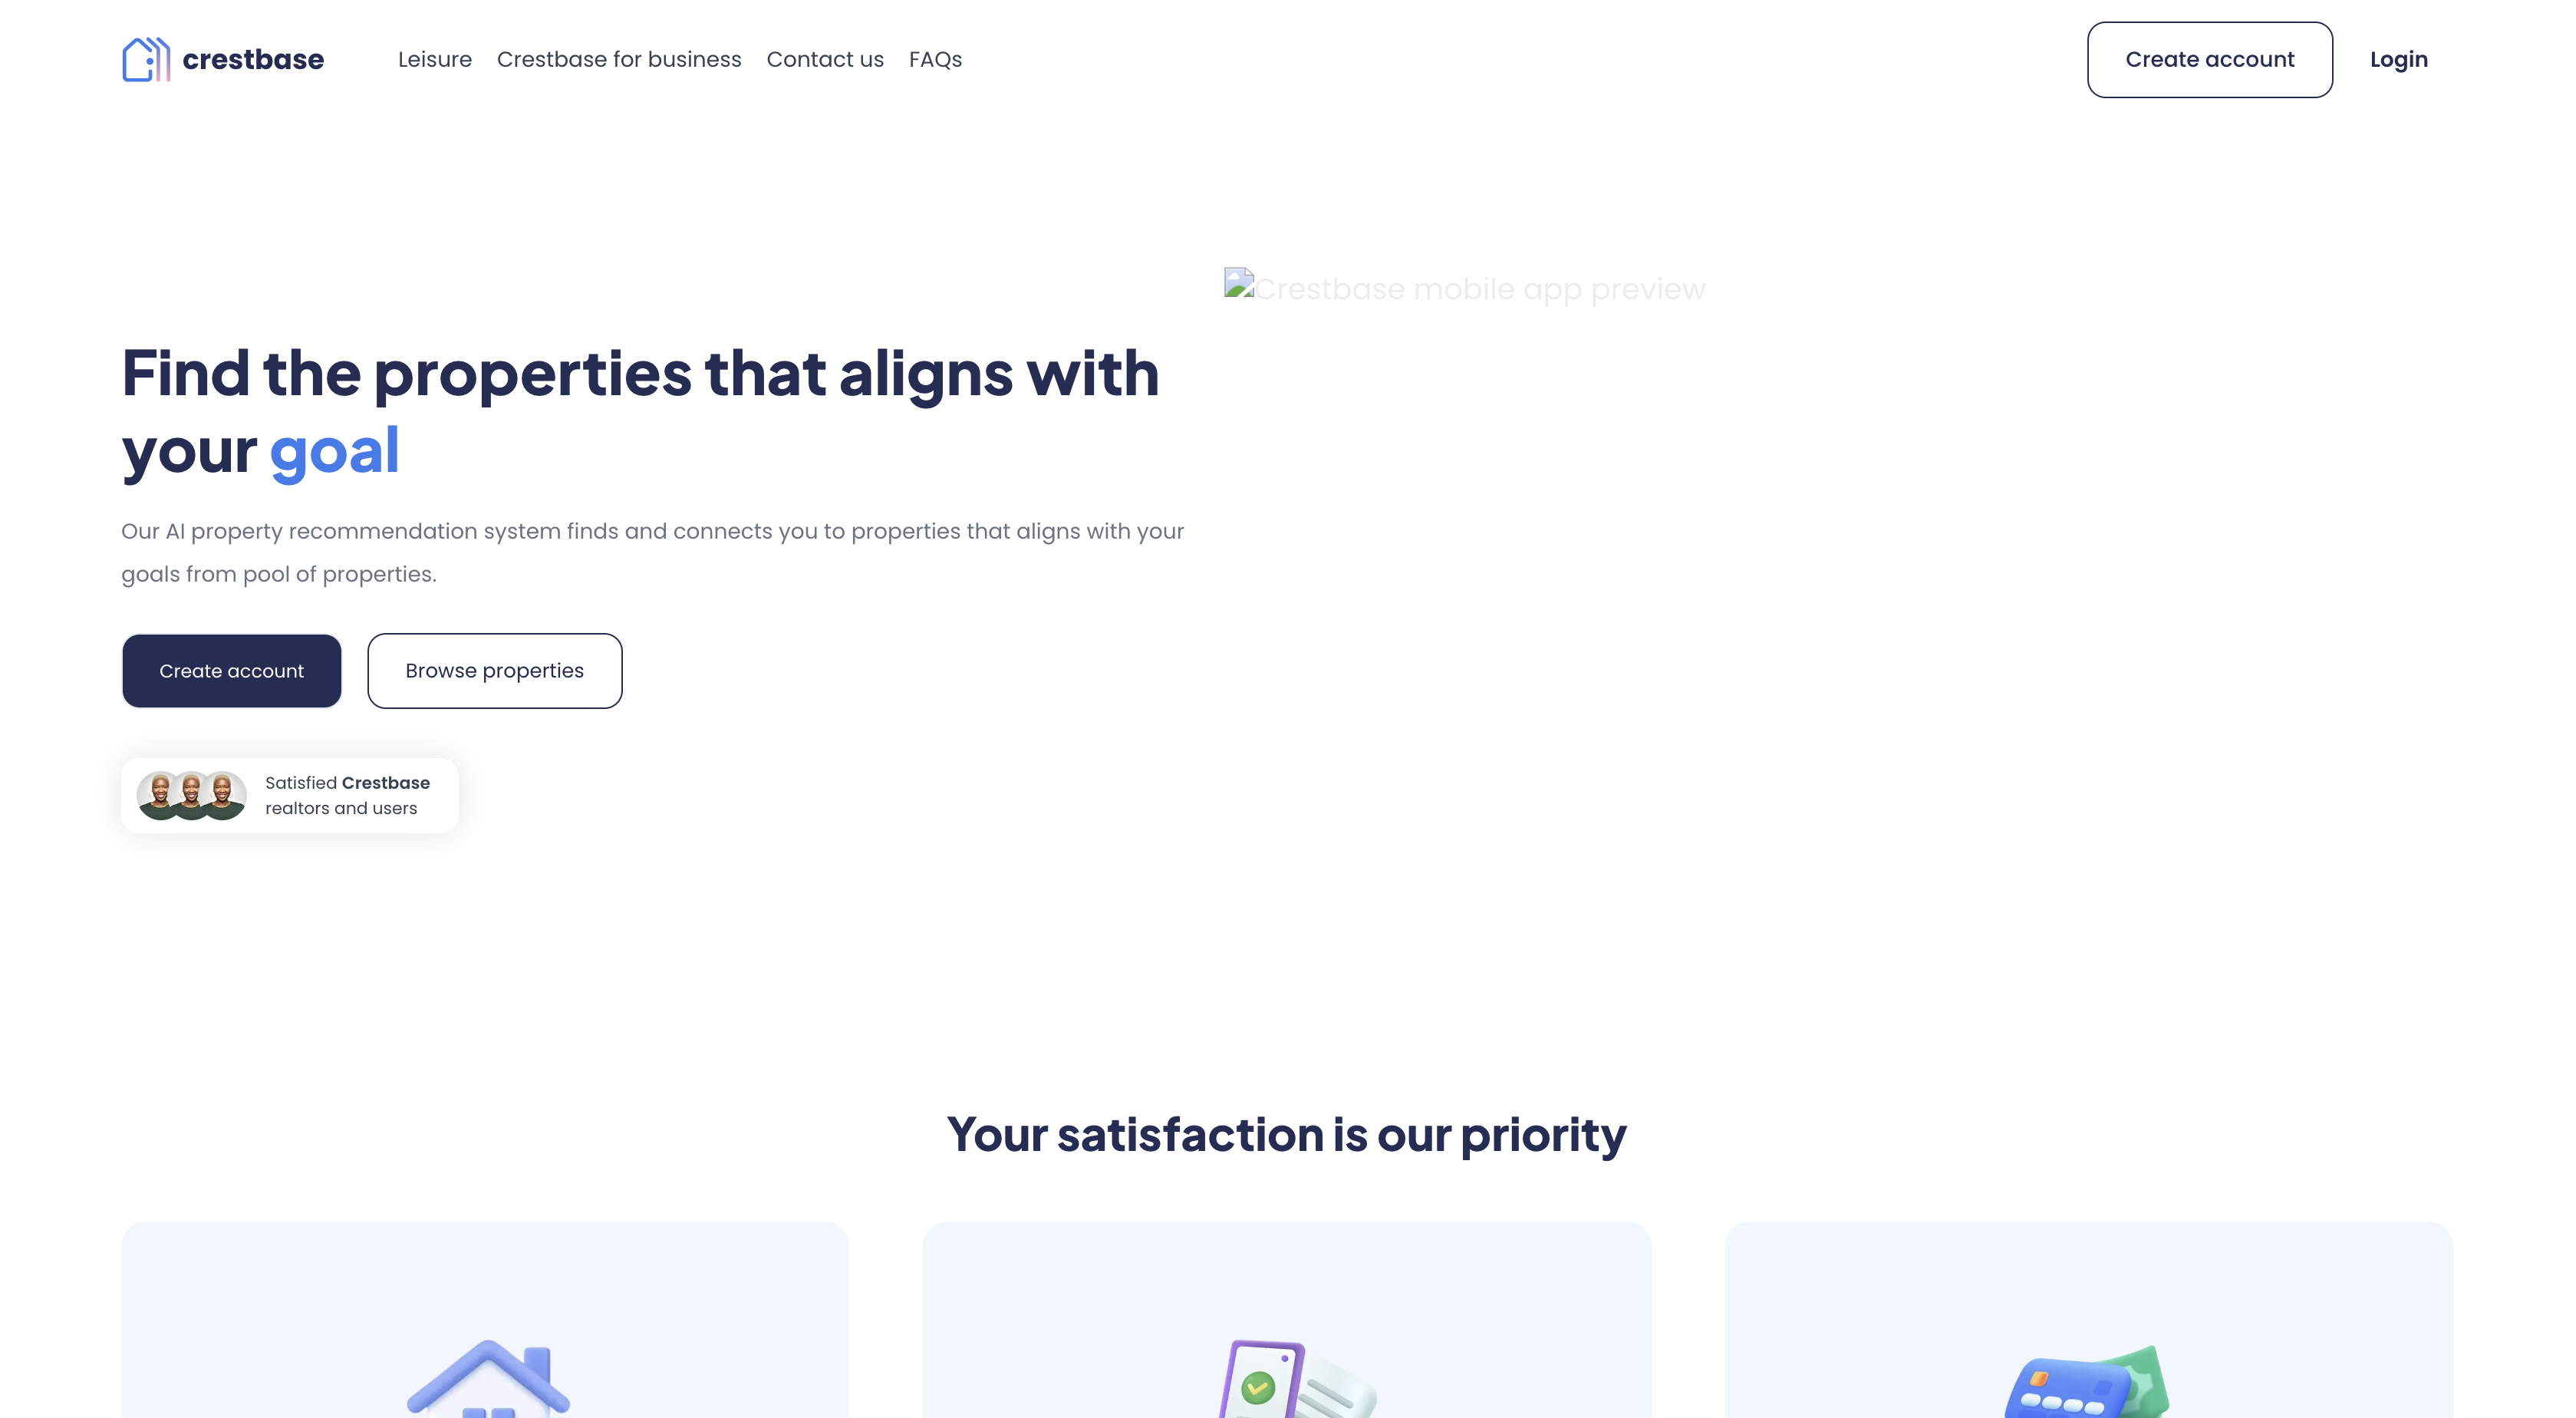 crestbase
Leisure
Crestbase for business
Contact us
FAQs
Create account
Login
Crestbase mobile app preview
Find the properties that aligns with
your goal
Our AI property recommendation system finds and connects you to properties that aligns with your
goals from pool of properties.
Create account
Browse properties
Satisfied Crestbase
realtors and users
Your satisfaction is our priority